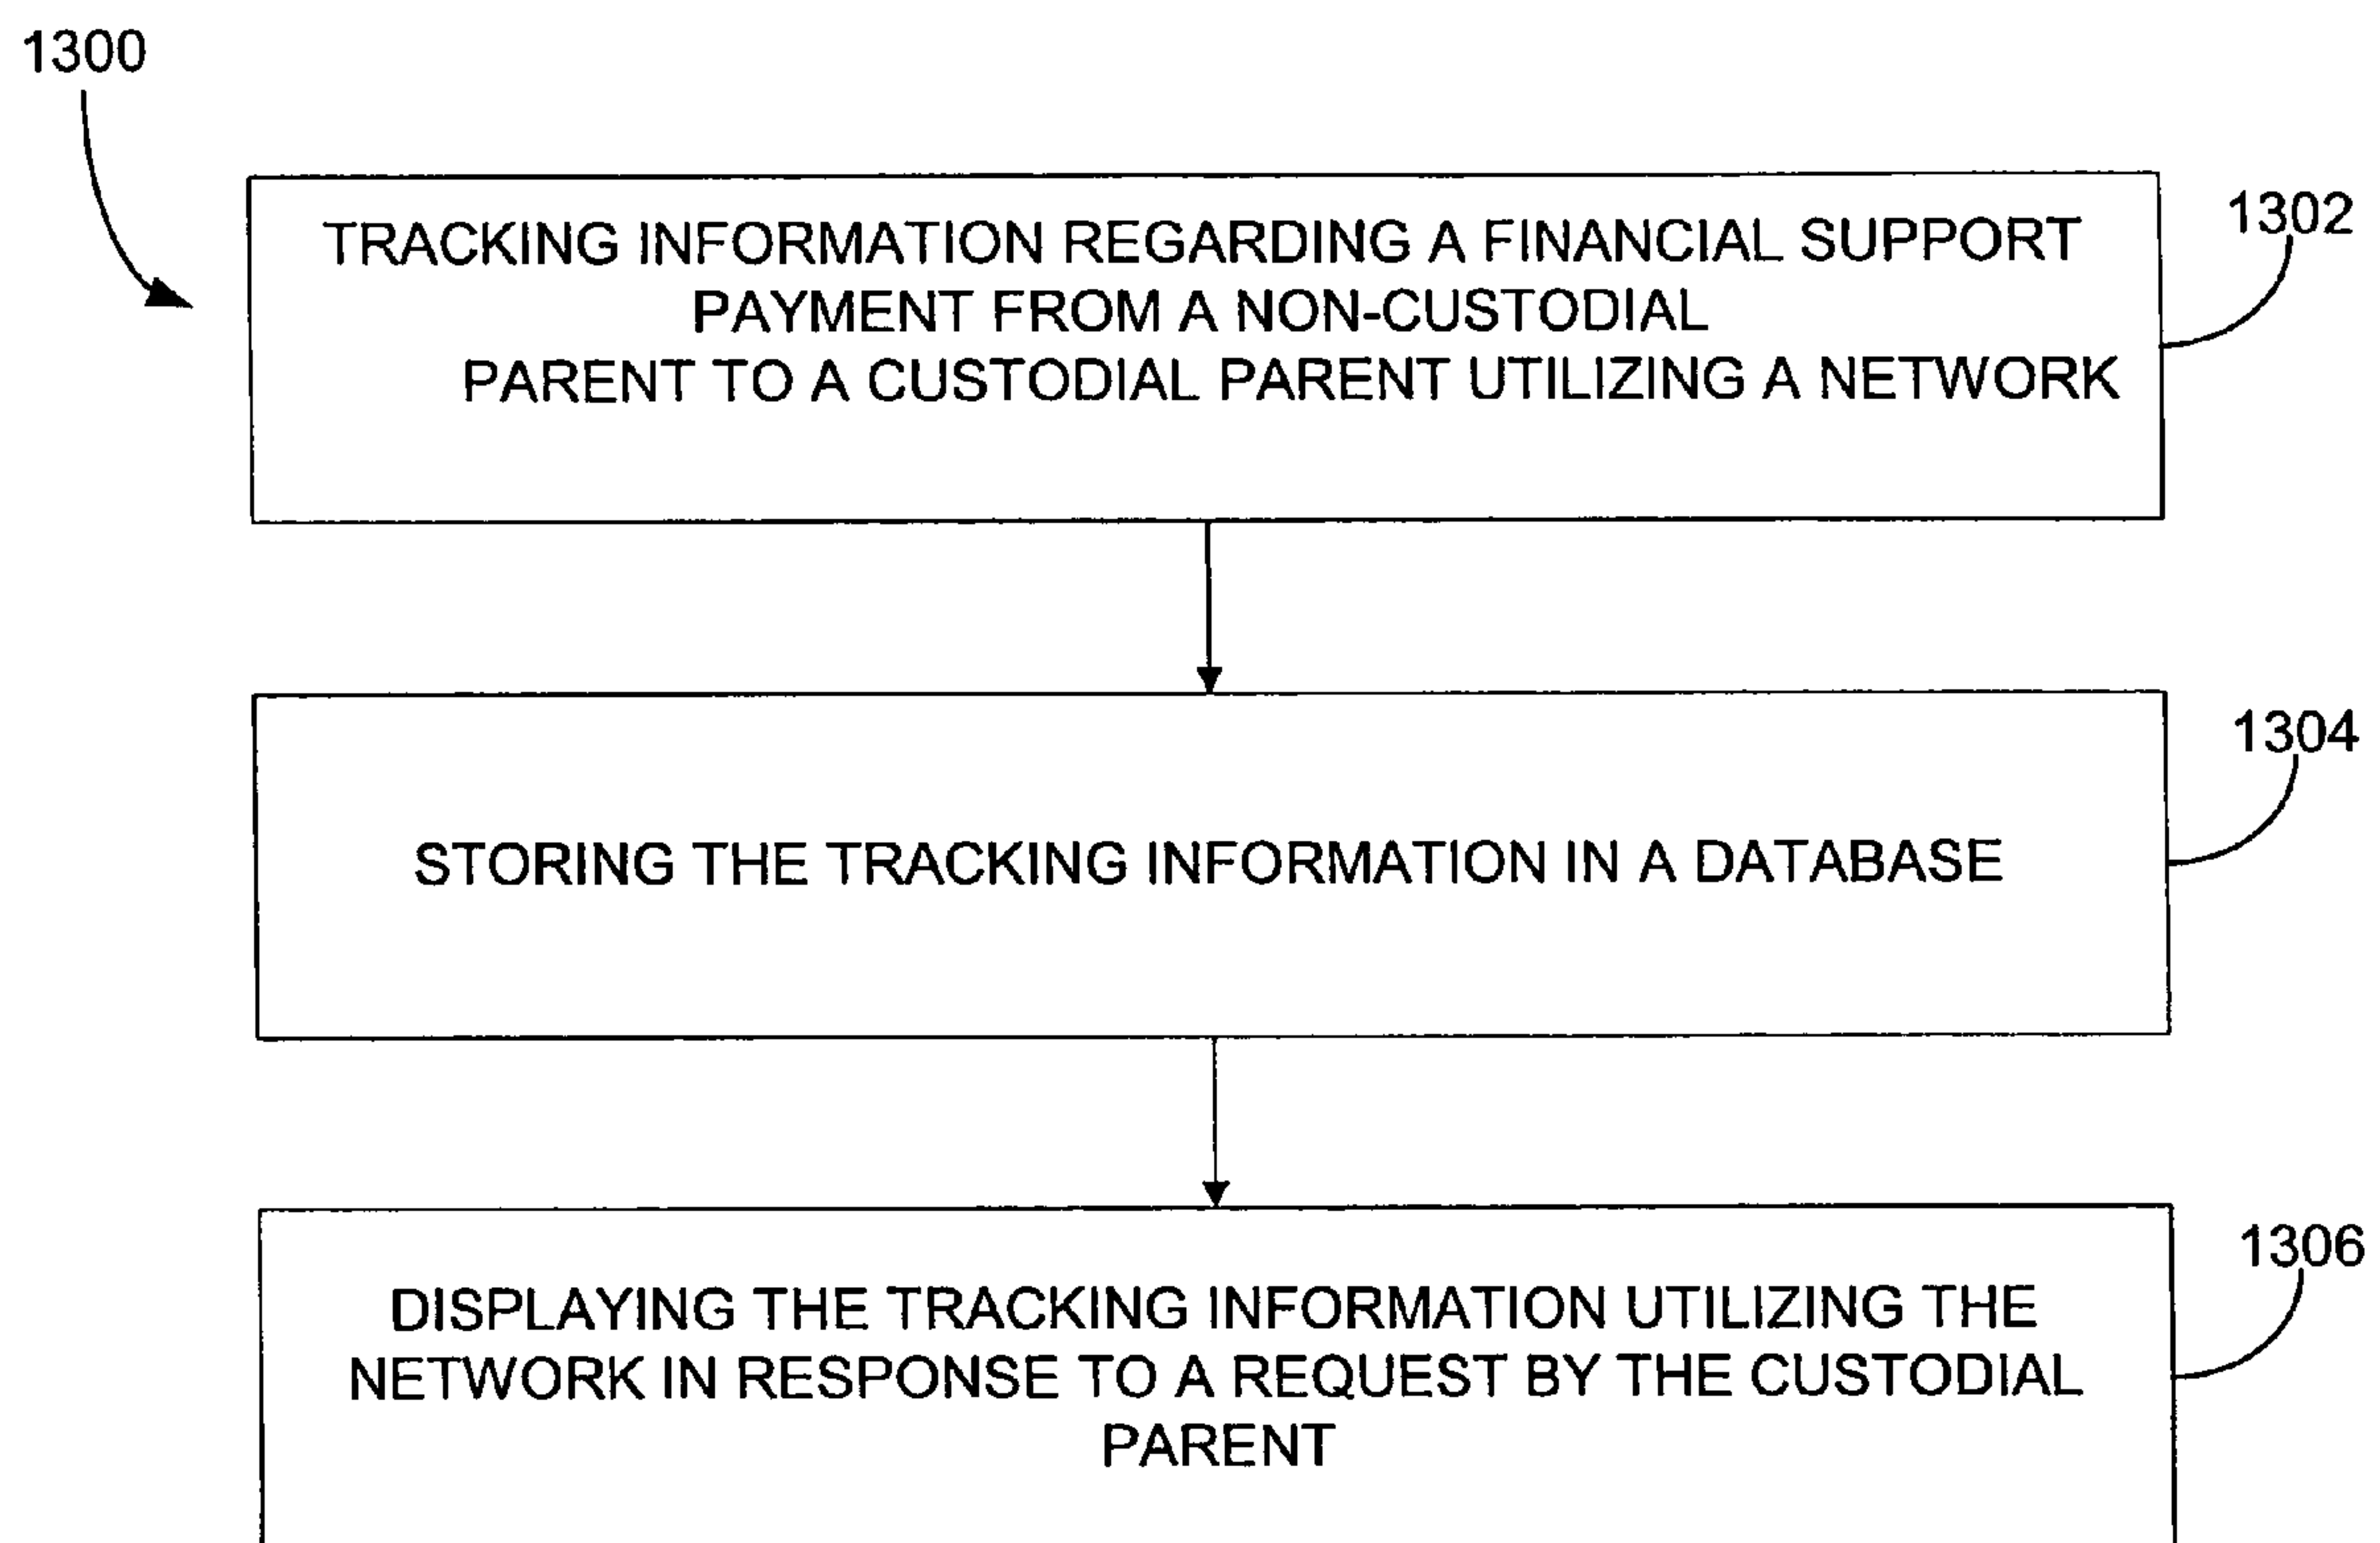 1300
TRACKING INFORMATION REGARDING A FINANCIAL SUPPORT
PAYMENT FROM A NON-CUSTODIAL
PARENT TO A CUSTODIAL PARENT UTILIZING A NETWORK
1302
STORING THE TRACKING INFORMATION IN A DATABASE
1304
DISPLAYING THE TRACKING INFORMATION UTILIZING THE
NETWORK IN RESPONSE TO A REQUEST BY THE CUSTODIAL
PARENT
1306